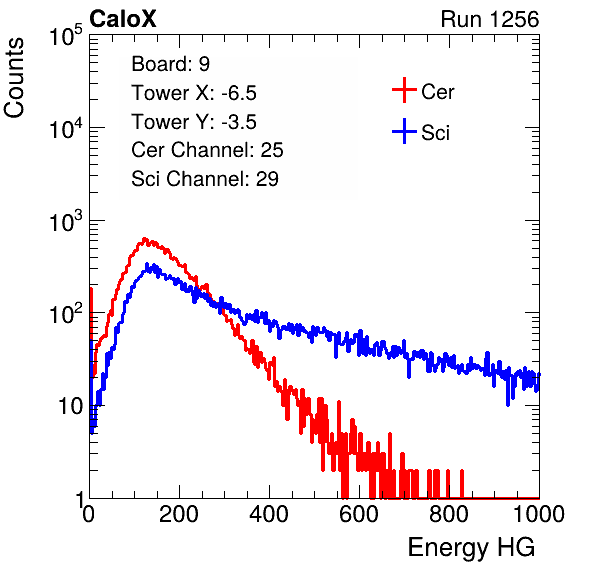 CaloX Run 1256
Counts
Board: 9
Tower X: -6.5
Tower Y: -3.5
Cer Channel: 25
Sci Channel: 29
Cer
Sci
10^5
10^4
10^3
10^2
10
1
0 200 400 600 800 1000
Energy HG